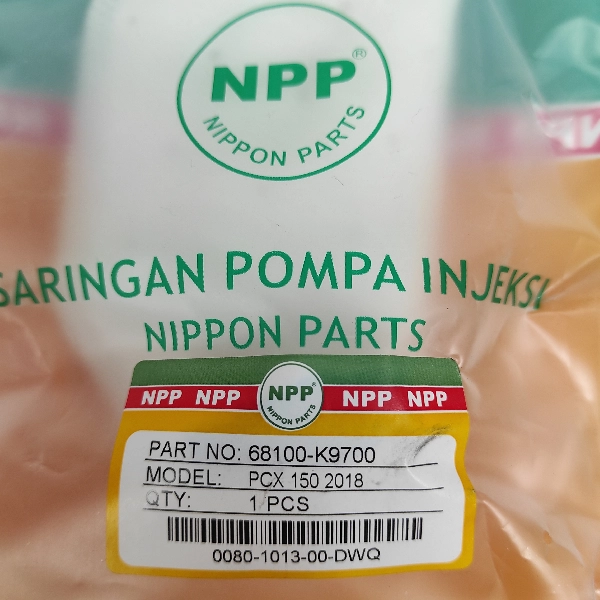 NPP®
NIPPON PARTS
SARINGAN POMPA INJEKSI
NIPPON PARTS
NPP NPP NPP® NPP NPP
NIPPON PARTS
PART NO: 68100-K9700
MODEL: PCX 150 2018
QTY: 1 PCS
0080-1013-00-DWQ
NPP